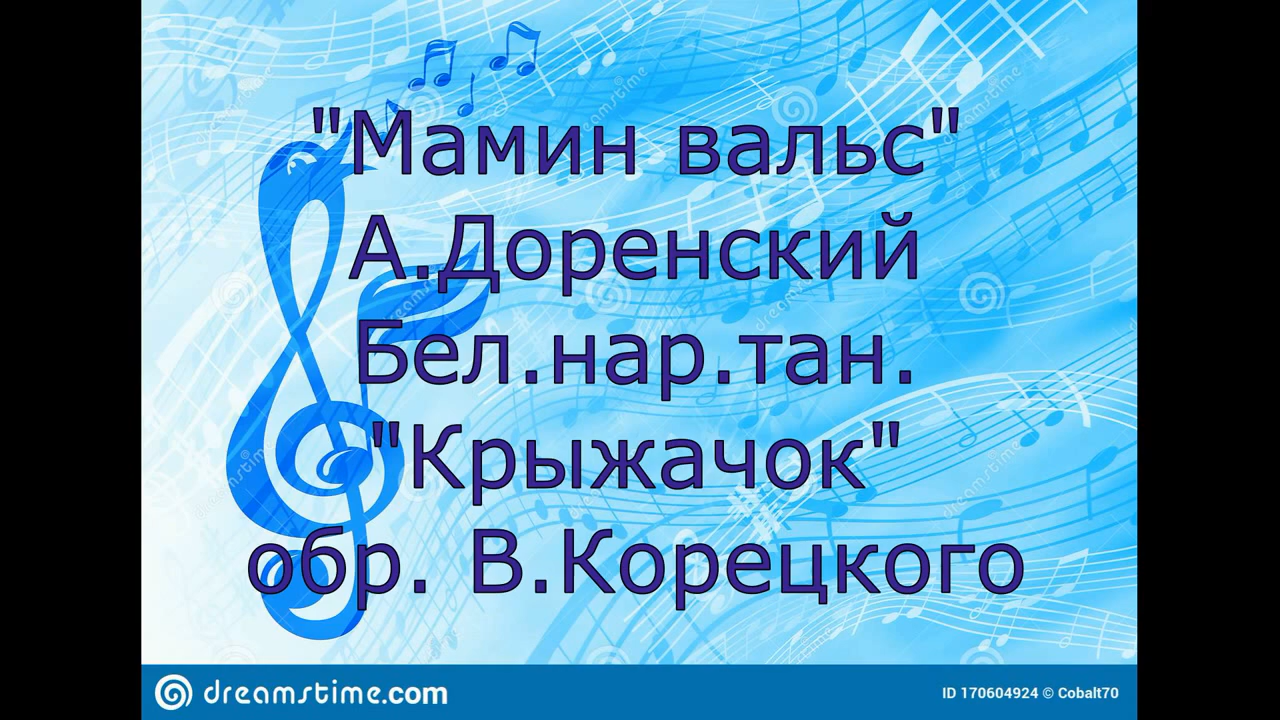 "Мамин вальс"
А.Доренский
Бел.нар.тан.
"Крыжачок"
обр. В.Корецкого
dreamstime.com
ID 170604924 © Cobalt70